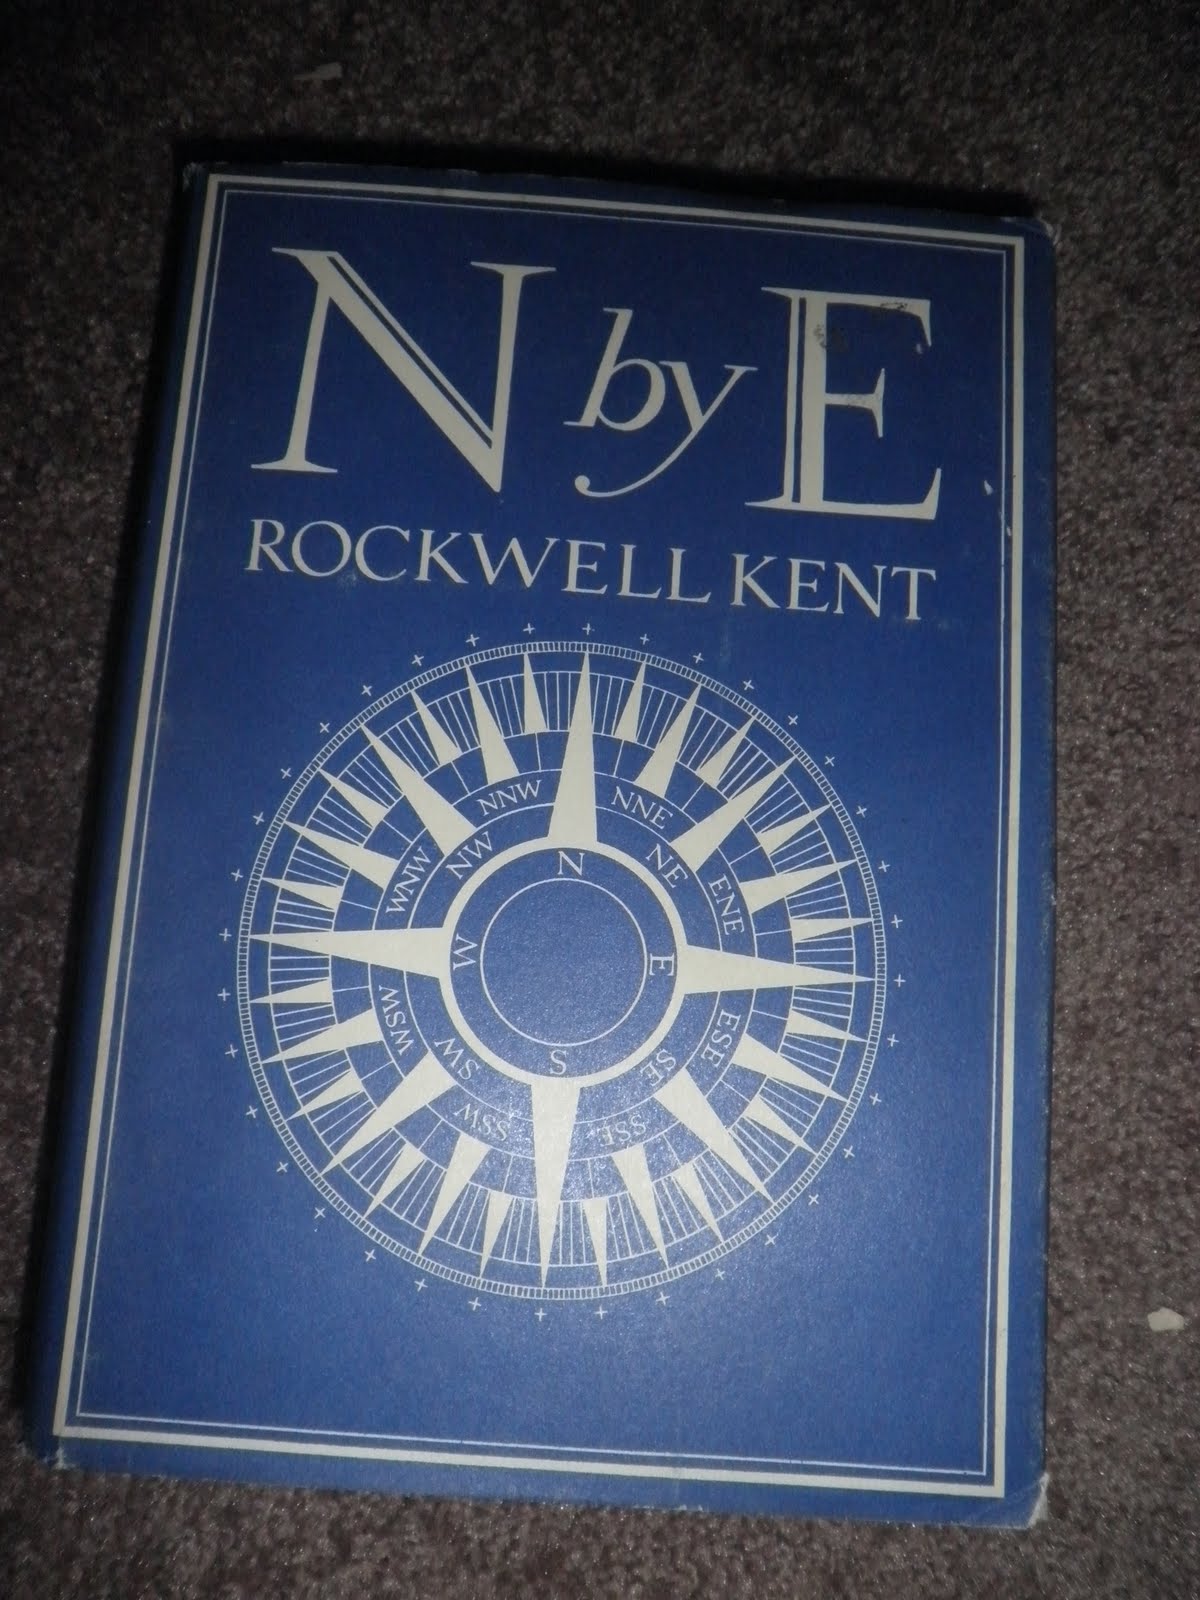 N by E
ROCKWELL KENT
N
NNE
NE
ENE
E
ESE
SE
SSE
S
SSW
SW
WSW
W
WNW
NW
NNW